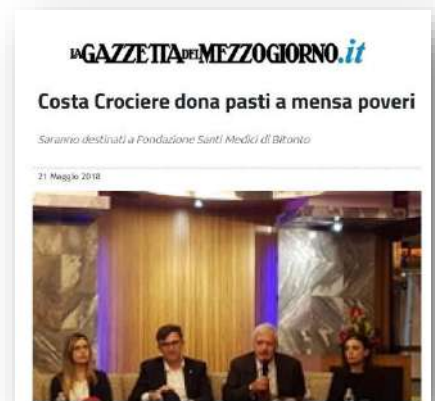 LA GAZZETTA DEL MEZZOGIORNO.it
Costa Crociere dona pasti a mensa poveri
Saranno destinati a Fondazione Santi Medici di Bitonto
21 Maggio 2018